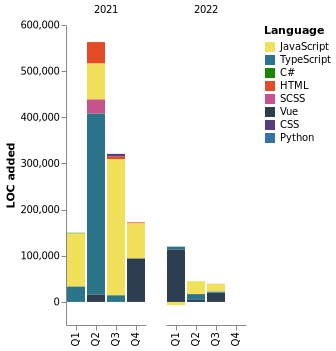 2021
2022
LOC added
600,000
500,000
400,000
300,000
200,000
100,000
0
Q1
Q2
Q3
Q4
Q1
Q2
Q3
Q4
Language
JavaScript
TypeScript
C#
HTML
SCSS
Vue
CSS
Python